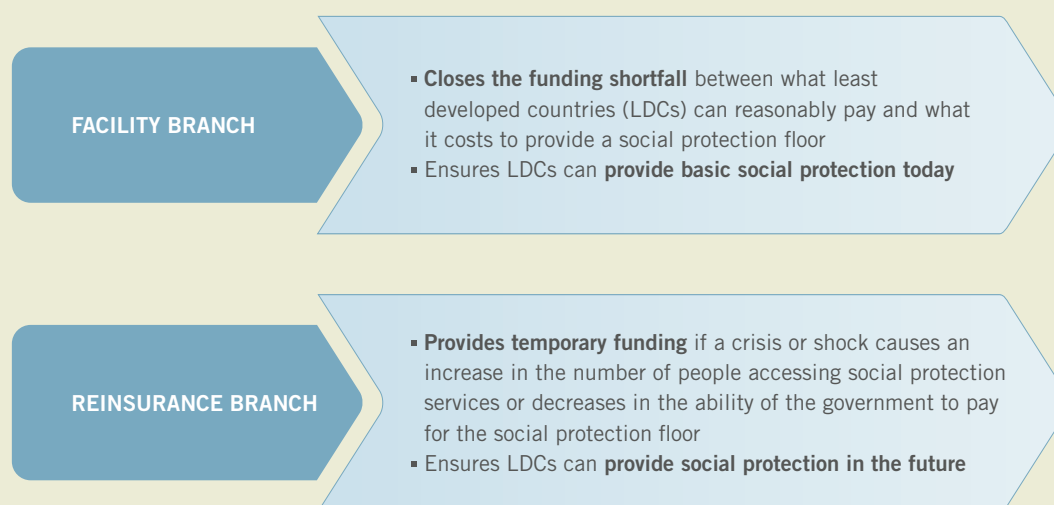 FACILITY BRANCH
▪ Closes the funding shortfall between what least
developed countries (LDCs) can reasonably pay and what
it costs to provide a social protection floor
▪ Ensures LDCs can provide basic social protection today
REINSURANCE BRANCH
▪ Provides temporary funding if a crisis or shock causes an
increase in the number of people accessing social protection
services or decreases in the ability of the government to pay
for the social protection floor
▪ Ensures LDCs can provide social protection in the future